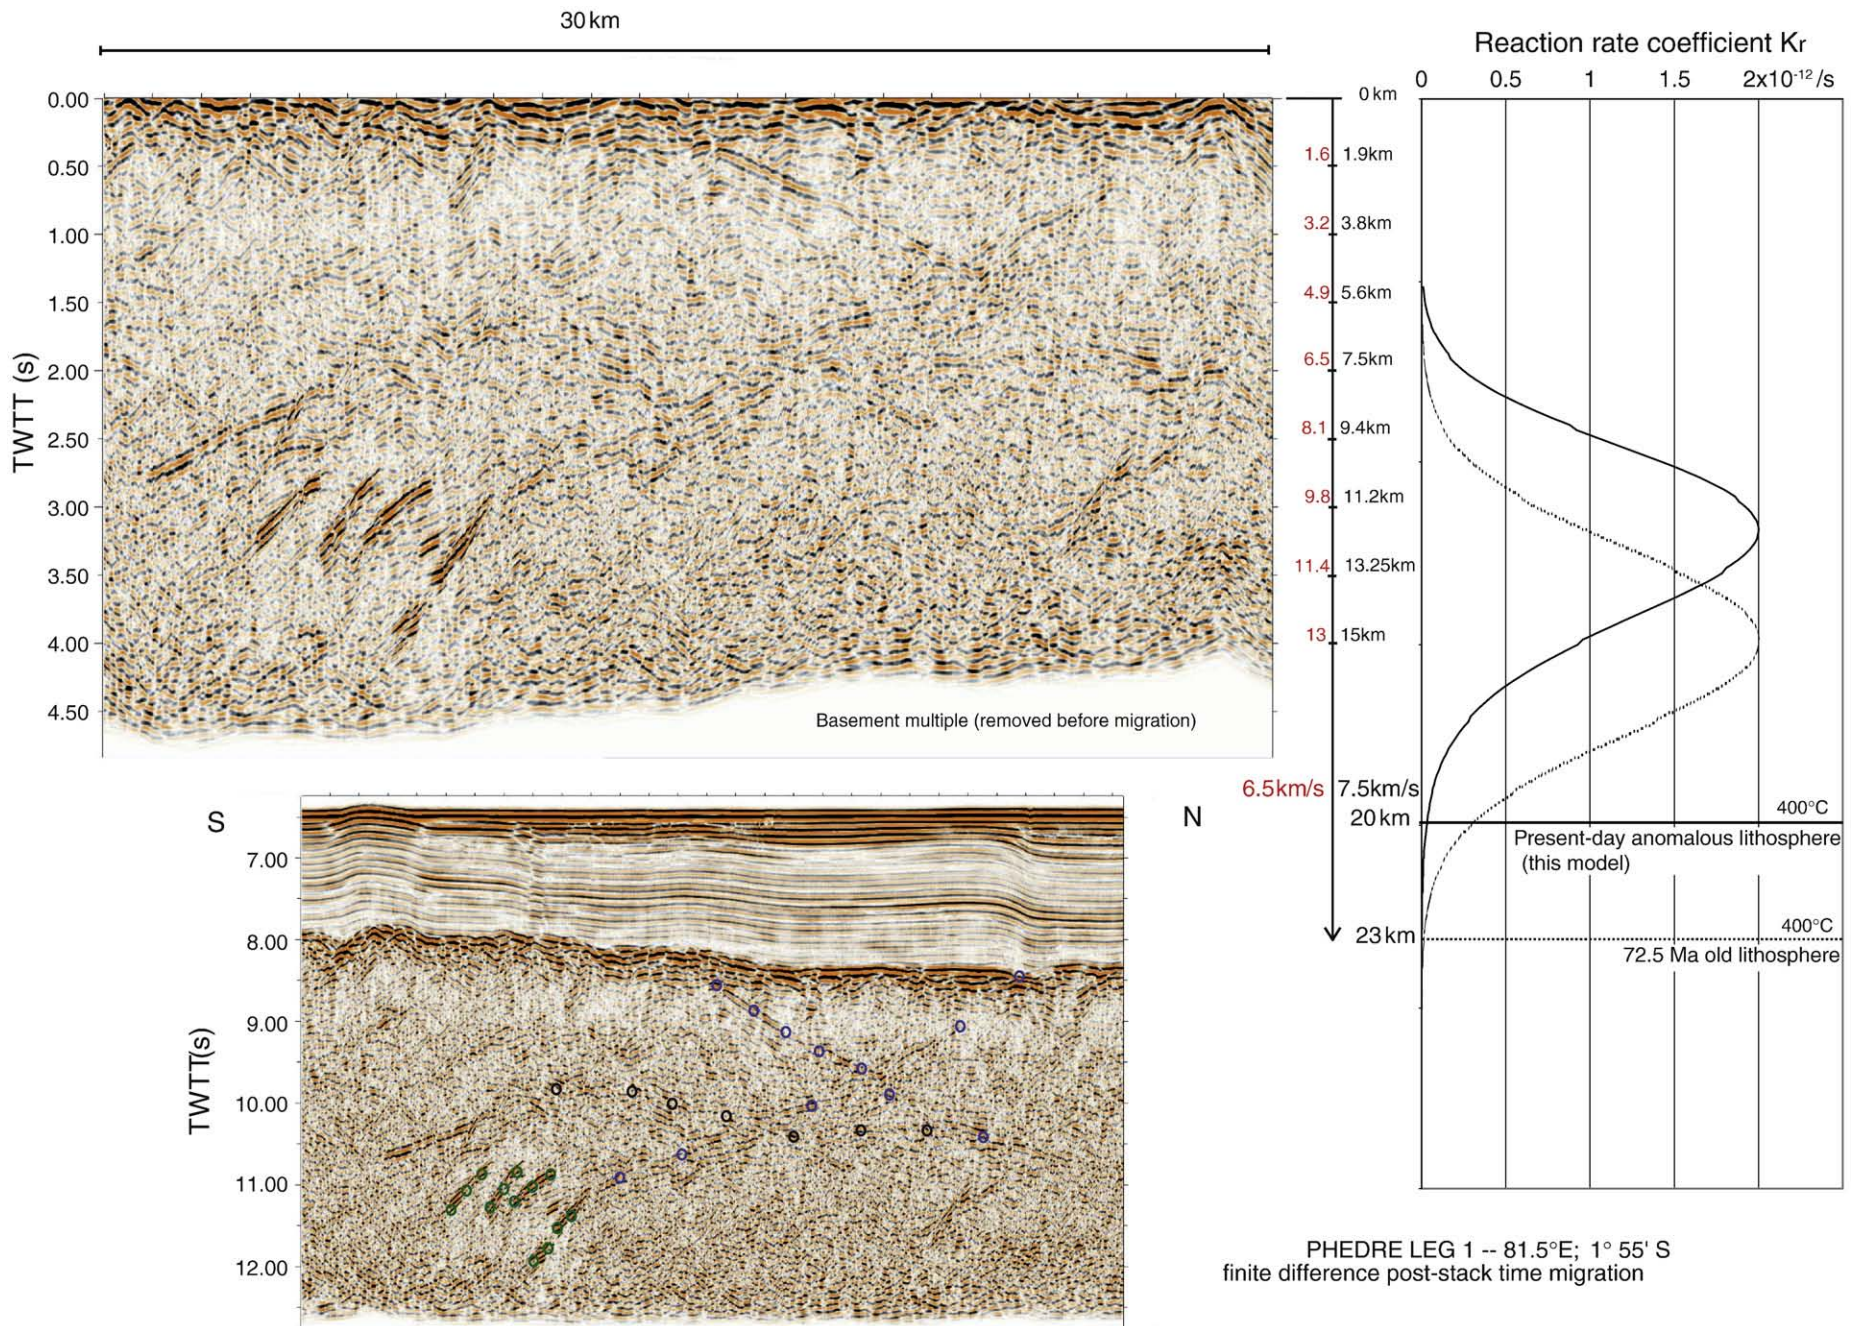 30 km
Reaction rate coefficient Kr
0 0.5 1 1.5 2x10⁻¹² /s
TWTT (s)
0.00
0.50
1.00
1.50
2.00
2.50
3.00
3.50
4.00
4.50
0 km
1.6 1.9km
3.2 3.8km
4.9 5.6km
6.5 7.5km
8.1 9.4km
9.8 11.2km
11.4 13.25km
13 15km
Basement multiple (removed before migration)
6.5km/s 7.5km/s
20 km
400°C
Present-day anomalous lithosphere
(this model)
23 km
400°C
72.5 Ma old lithosphere
S
N
TWTT(s)
7.00
8.00
9.00
10.00
11.00
12.00
PHEDRE LEG 1 -- 81.5°E; 1° 55' S
finite difference post-stack time migration